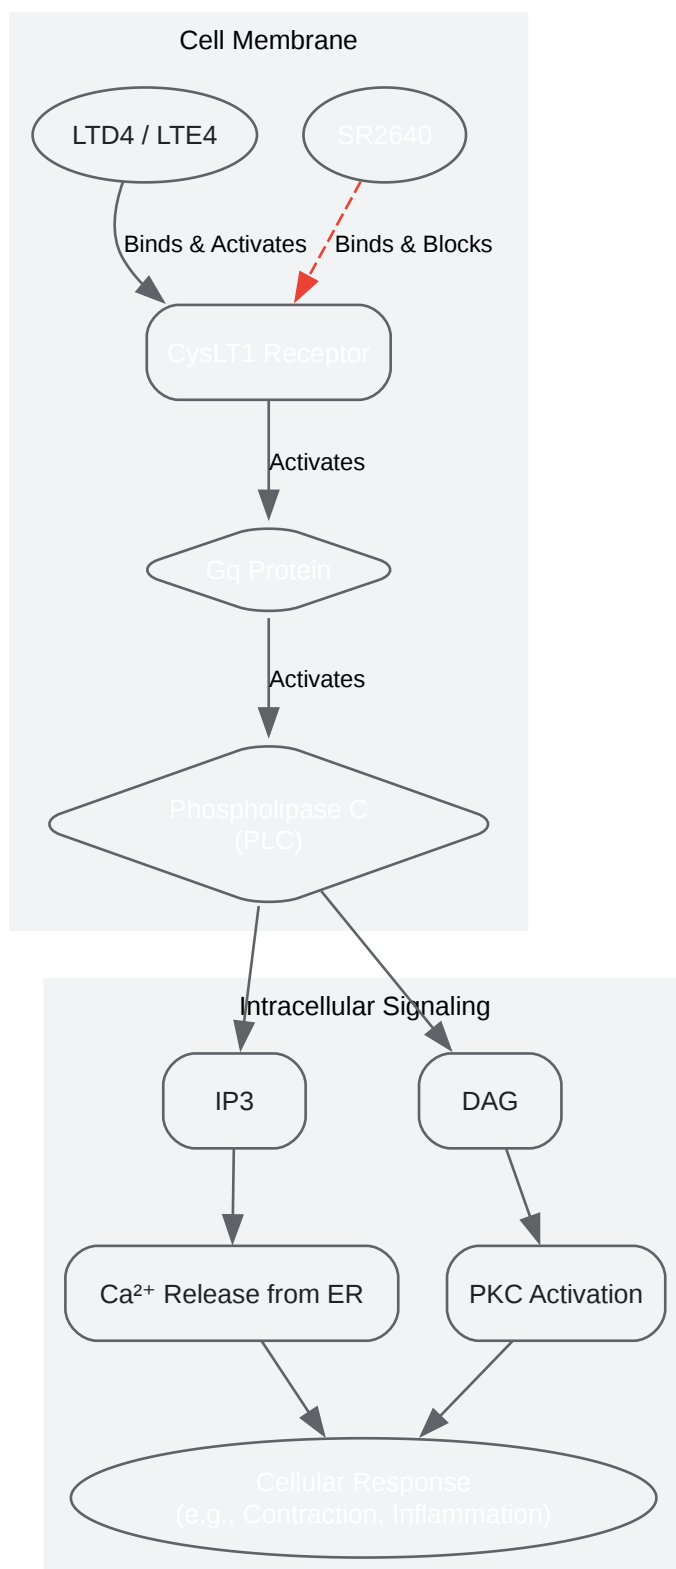 Cell Membrane
LTD4 / LTE4
SR2640
Binds & Activates
Binds & Blocks
CysLT1 Receptor
Activates
Gq Protein
Activates
Phospholipase C
(PLC)
Intracellular Signaling
IP3
DAG
Ca²⁺ Release from ER
PKC Activation
Cellular Response
(e.g., Contraction, Inflammation)